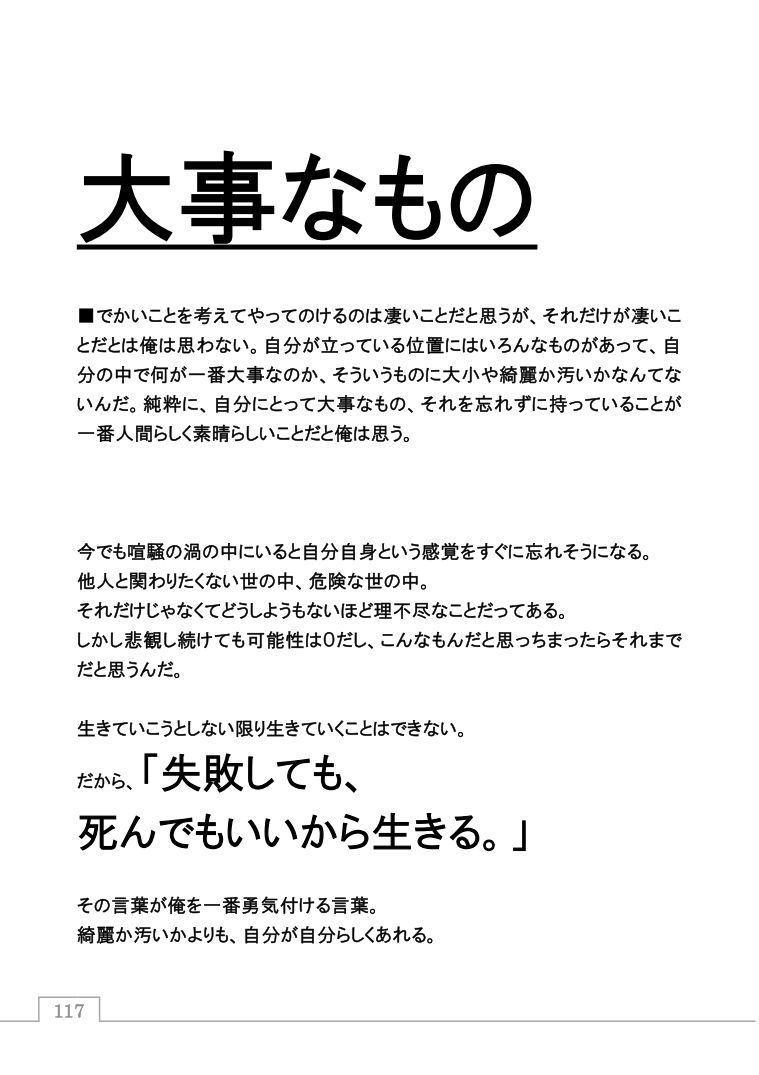 大事なもの
■でかいことを考えてやってのけるのは凄いことだと思うが、それだけが凄いこ
とだとは俺は思わない。自分が立っている位置にはいろんなものがあって、自
分の中で何が一番大事なのか、そういうものに大小や綺麗か汚いかなんてな
いんだ。純粋に、自分にとって大事なもの、それを忘れずに持っていることが
一番人間らしく素晴らしいことだと俺は思う。
今でも喧騒の渦の中にいると自分自身という感覚をすぐに忘れそうになる。
他人と関わりたくない世の中、危険な世の中。
それだけじゃなくてどうしようもないほど理不尽なことだってある。
しかし悲観し続けても可能性は0だし、こんなもんだと思っちまったらそれまで
だと思うんだ。
生きていこうとしない限り生きていくことはできない。
だから、「失敗しても、
死んでもいいから生きる。」
その言葉が俺を一番勇気付ける言葉。
綺麗か汚いかよりも、自分が自分らしくあれる。
117